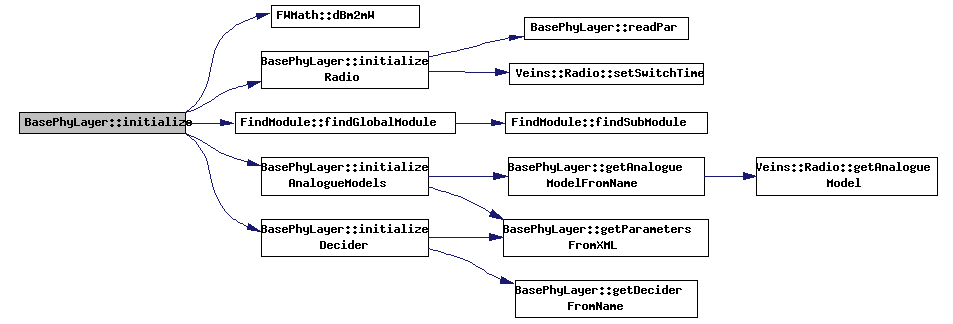 FWMath::dBm2mW
BasePhyLayer::readPar
BasePhyLayer::initialize
Radio
Veins::Radio::setSwitchTime
BasePhyLayer::initialize
FindModule::findGlobalModule
FindModule::findSubModule
BasePhyLayer::initialize
AnalogueModels
BasePhyLayer::getAnalogue
ModelFromName
Veins::Radio::getAnalogue
Model
BasePhyLayer::initialize
Decider
BasePhyLayer::getParameters
FromXML
BasePhyLayer::getDecider
FromName